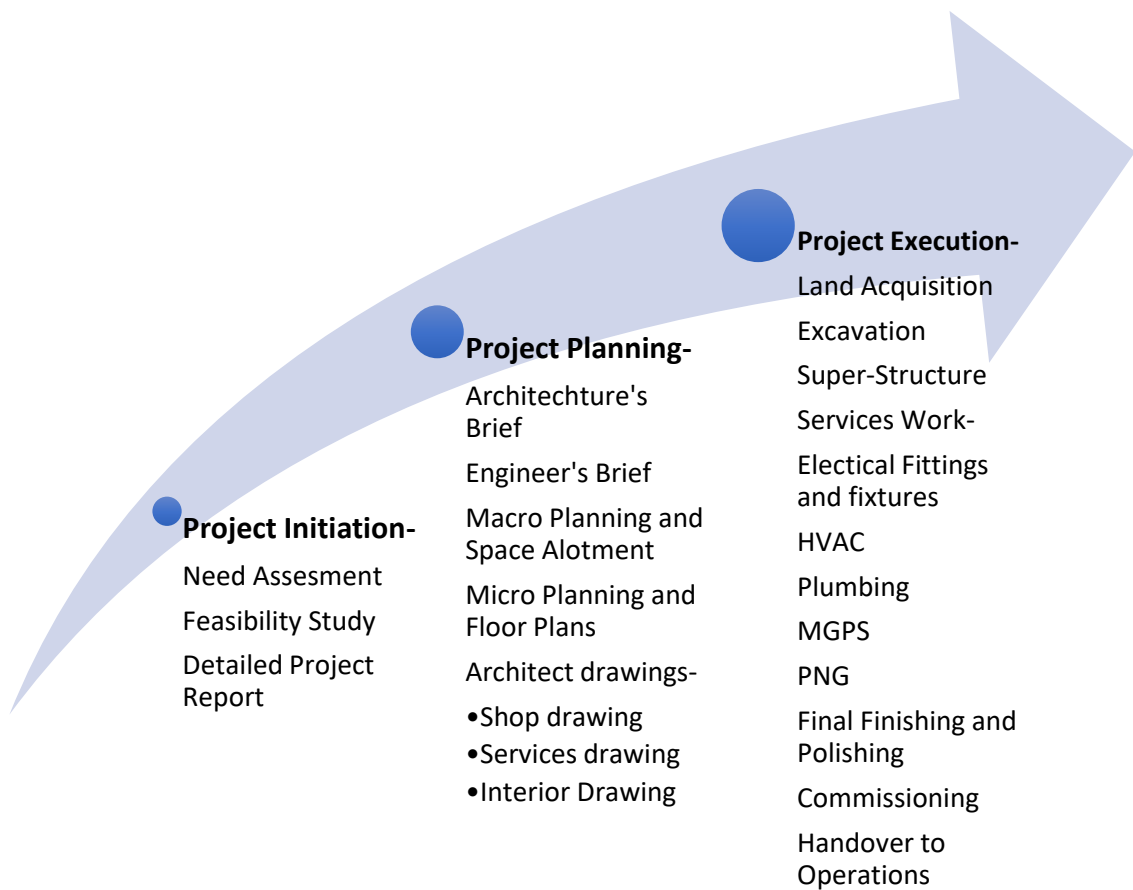 Project Initiation-
Need Assesment
Feasibility Study
Detailed Project
Report
Project Planning-
Architechture's
Brief
Engineer's Brief
Macro Planning and
Space Alotment
Micro Planning and
Floor Plans
Architect drawings-
•Shop drawing
•Services drawing
•Interior Drawing
Project Execution-
Land Acquisition
Excavation
Super-Structure
Services Work-
Electical Fittings
and fixtures
HVAC
Plumbing
MGPS
PNG
Final Finishing and
Polishing
Commissioning
Handover to
Operations